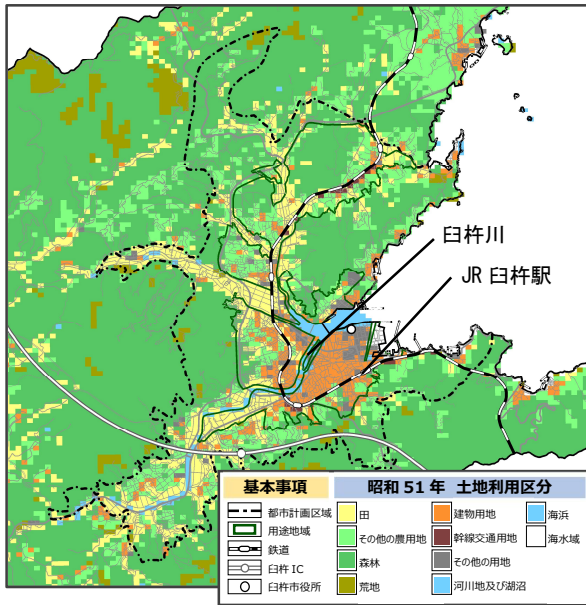 臼杵川
JR 臼杵駅
基本事項
都市計画区域
用途地域
鉄道
臼杵 IC
臼杵市役所
昭和 51 年 土地利用区分
田
建物用地
海浜
その他の農用地
幹線交通用地
海水域
森林
その他の用地
荒地
河川地及び湖沼